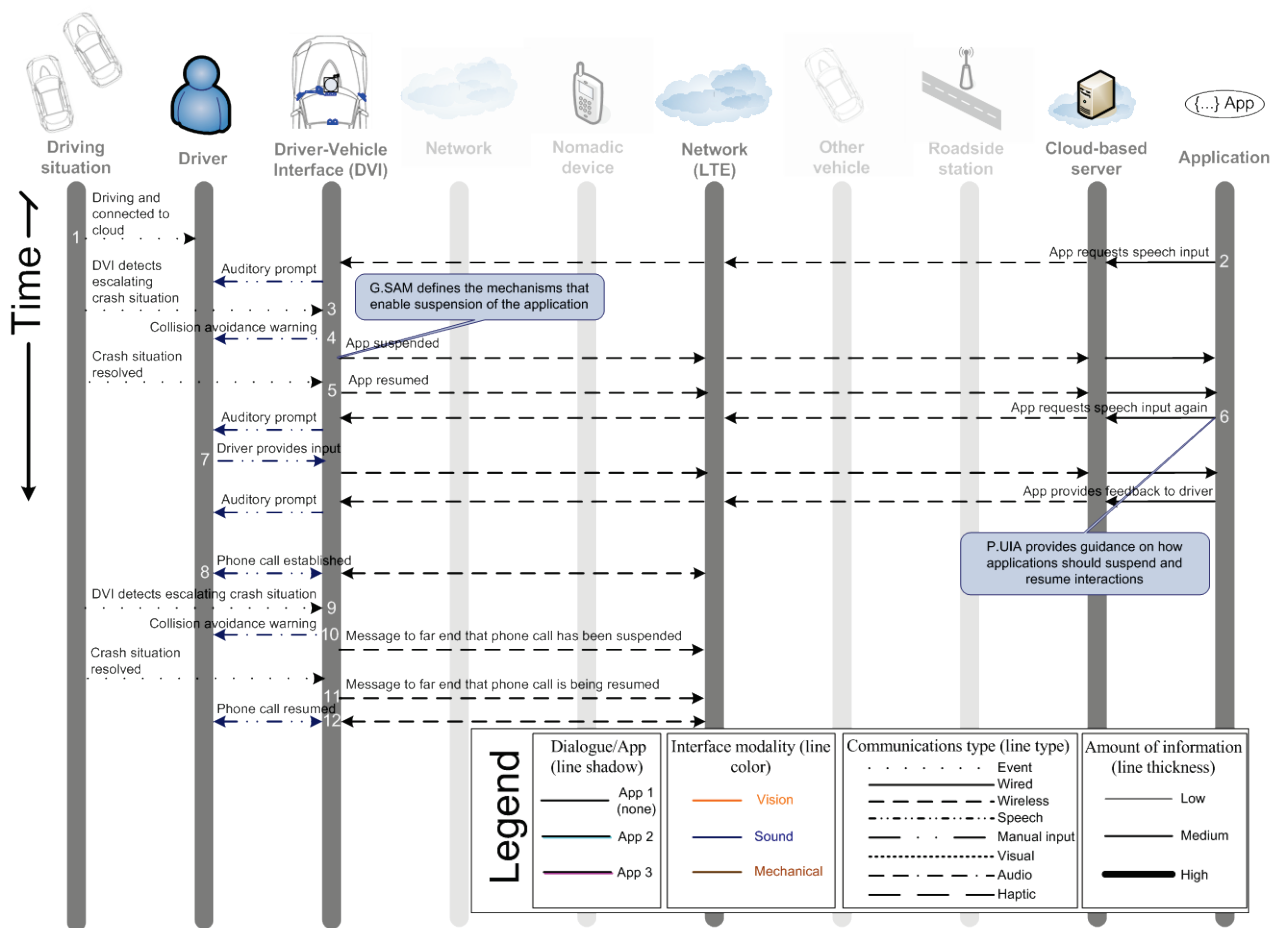 {...} App
Driving
situation
Driver
Driver-Vehicle
Interface (DVI)
Network
Nomadic
device
Network
(LTE)
Other
vehicle
Roadside
station
Cloud-based
server
Application
Time
Driving and
connected to
cloud
1
App requests speech input
2
DVI detects
escalating
crash situation
Auditory prompt
3
G.SAM defines the mechanisms that
enable suspension of the application
Collision avoidance warning
4
App suspended
Crash situation
resolved
5
App resumed
App requests speech input again
6
Auditory prompt
7
Driver provides input
App provides feedback to driver
Auditory prompt
P.UIA provides guidance on how
applications should suspend and
resume interactions
8
Phone call established
DVI detects escalating crash situation
9
Collision avoidance warning
10
Message to far end that phone call has been suspended
Crash situation
resolved
11
Message to far end that phone call is being resumed
Phone call resumed
12
Legend
Dialogue/App
(line shadow)
App 1
(none)
App 2
App 3
Interface modality (line
color)
Vision
Sound
Mechanical
Communications type (line type)
Event
Wired
Wireless
Speech
Manual input
Visual
Audio
Haptic
Amount of information
(line thickness)
Low
Medium
High